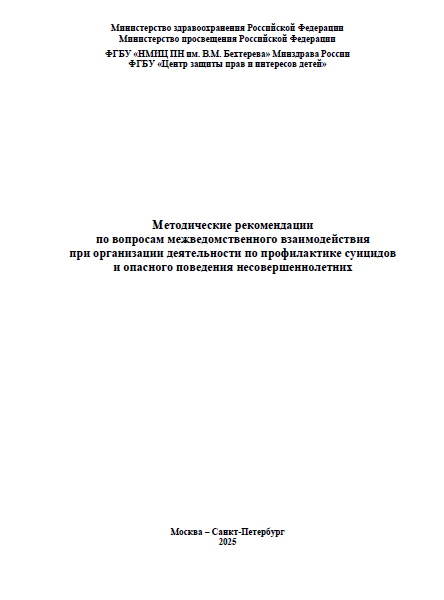 Министерство здравоохранения Российской Федерации
Министерство просвещения Российской Федерации
ФГБУ «НМИЦ ПН им. В.М. Бехтерева» Минздрава России
ФГБУ «Центр защиты прав и интересов детей»
Методические рекомендации
по вопросам межведомственного взаимодействия
при организации деятельности по профилактике суицидов
и опасного поведения несовершеннолетних
Москва – Санкт-Петербург
2025